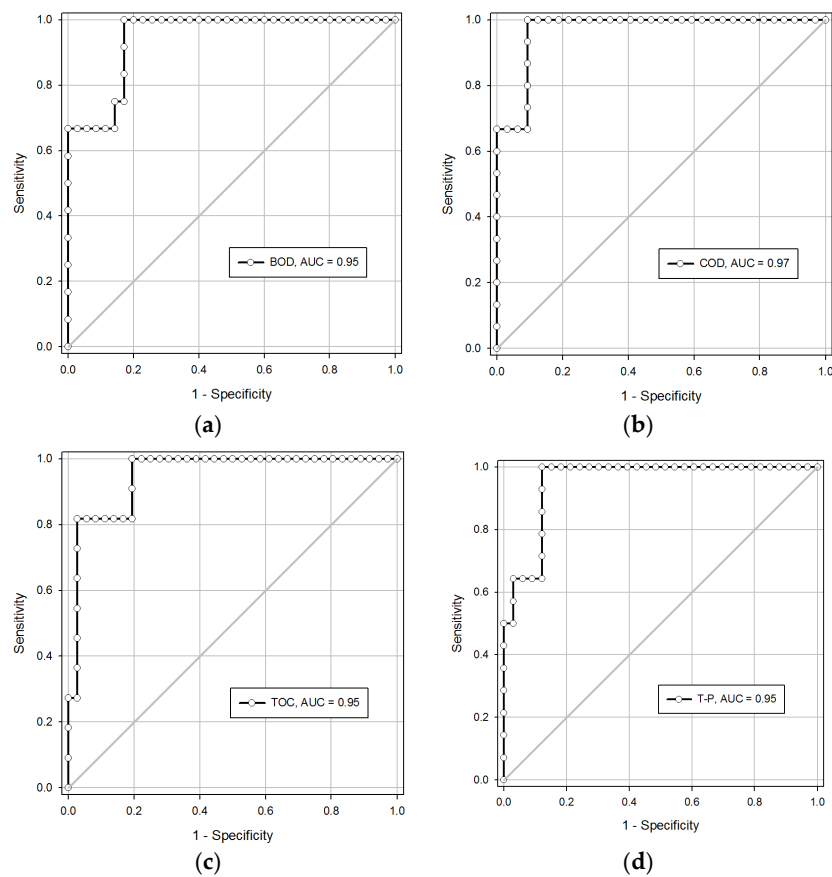 1.0
0.8
0.6
0.4
0.2
0.0
Sensitivity
BOD, AUC = 0.95
0.0 0.2 0.4 0.6 0.8 1.0
1 - Specificity
(a)
1.0
0.8
0.6
0.4
0.2
0.0
Sensitivity
COD, AUC = 0.97
0.0 0.2 0.4 0.6 0.8 1.0
1 - Specificity
(b)
1.0
0.8
0.6
0.4
0.2
0.0
Sensitivity
TOC, AUC = 0.95
0.0 0.2 0.4 0.6 0.8 1.0
1 - Specificity
(c)
1.0
0.8
0.6
0.4
0.2
0.0
Sensitivity
T-P, AUC = 0.95
0.0 0.2 0.4 0.6 0.8 1.0
1 - Specificity
(d)